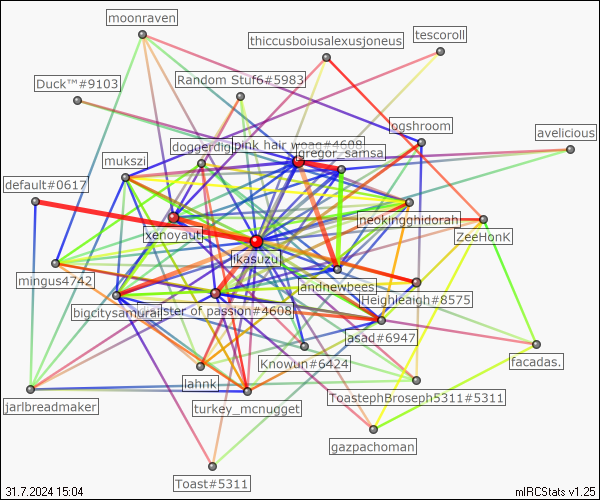 moonraven
thiccusboiusalexusjoneus
tescoroll
Duck™#9103
Random Stuf6#5983
ogshroom
avelicious
doggerdig
pink hair woag#4608
gregor_samsa
mukszi
default#0617
neokingghidorah
xenoyaut
ZeeHonK
ikasuzu
mingus4742
landnewpees
Heighleaigh#8575
bigcitysamurai
ster of passion#4608
asad#6947
Knowun#6424
facadas.
lahnk
ToastephBroseph5311#5311
jarlbreadmaker
turkey_mcnugget
gazpachoman
Toast#5311
31.7.2024 15:04
mIRCStats v1.25